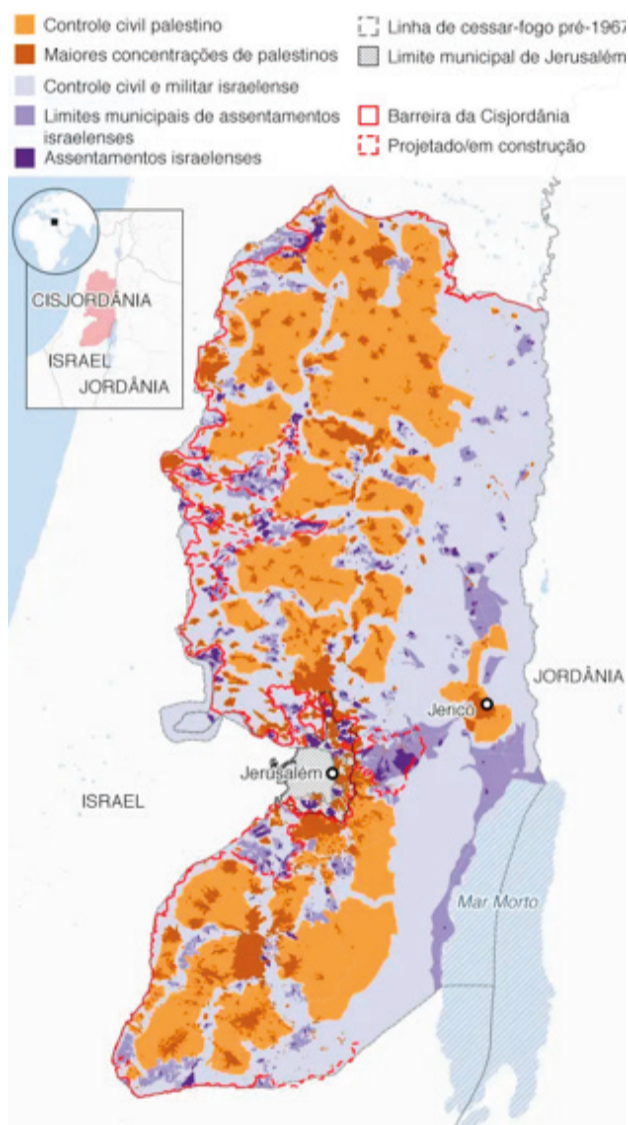 Controle civil palestino
Maiores concentrações de palestinos
Controle civil e militar israelense
Limites municipais de assentamentos
israelenses
Assentamentos israelenses
Linha de cessar-fogo pré-1967
Limite municipal de Jerusalém
Barreira da Cisjordânia
Projetado/em construção
CISJORDÂNIA
ISRAEL
JORDÂNIA
JORDÂNIA
Jericó
Jerusalém
ISRAEL
Mar Morto